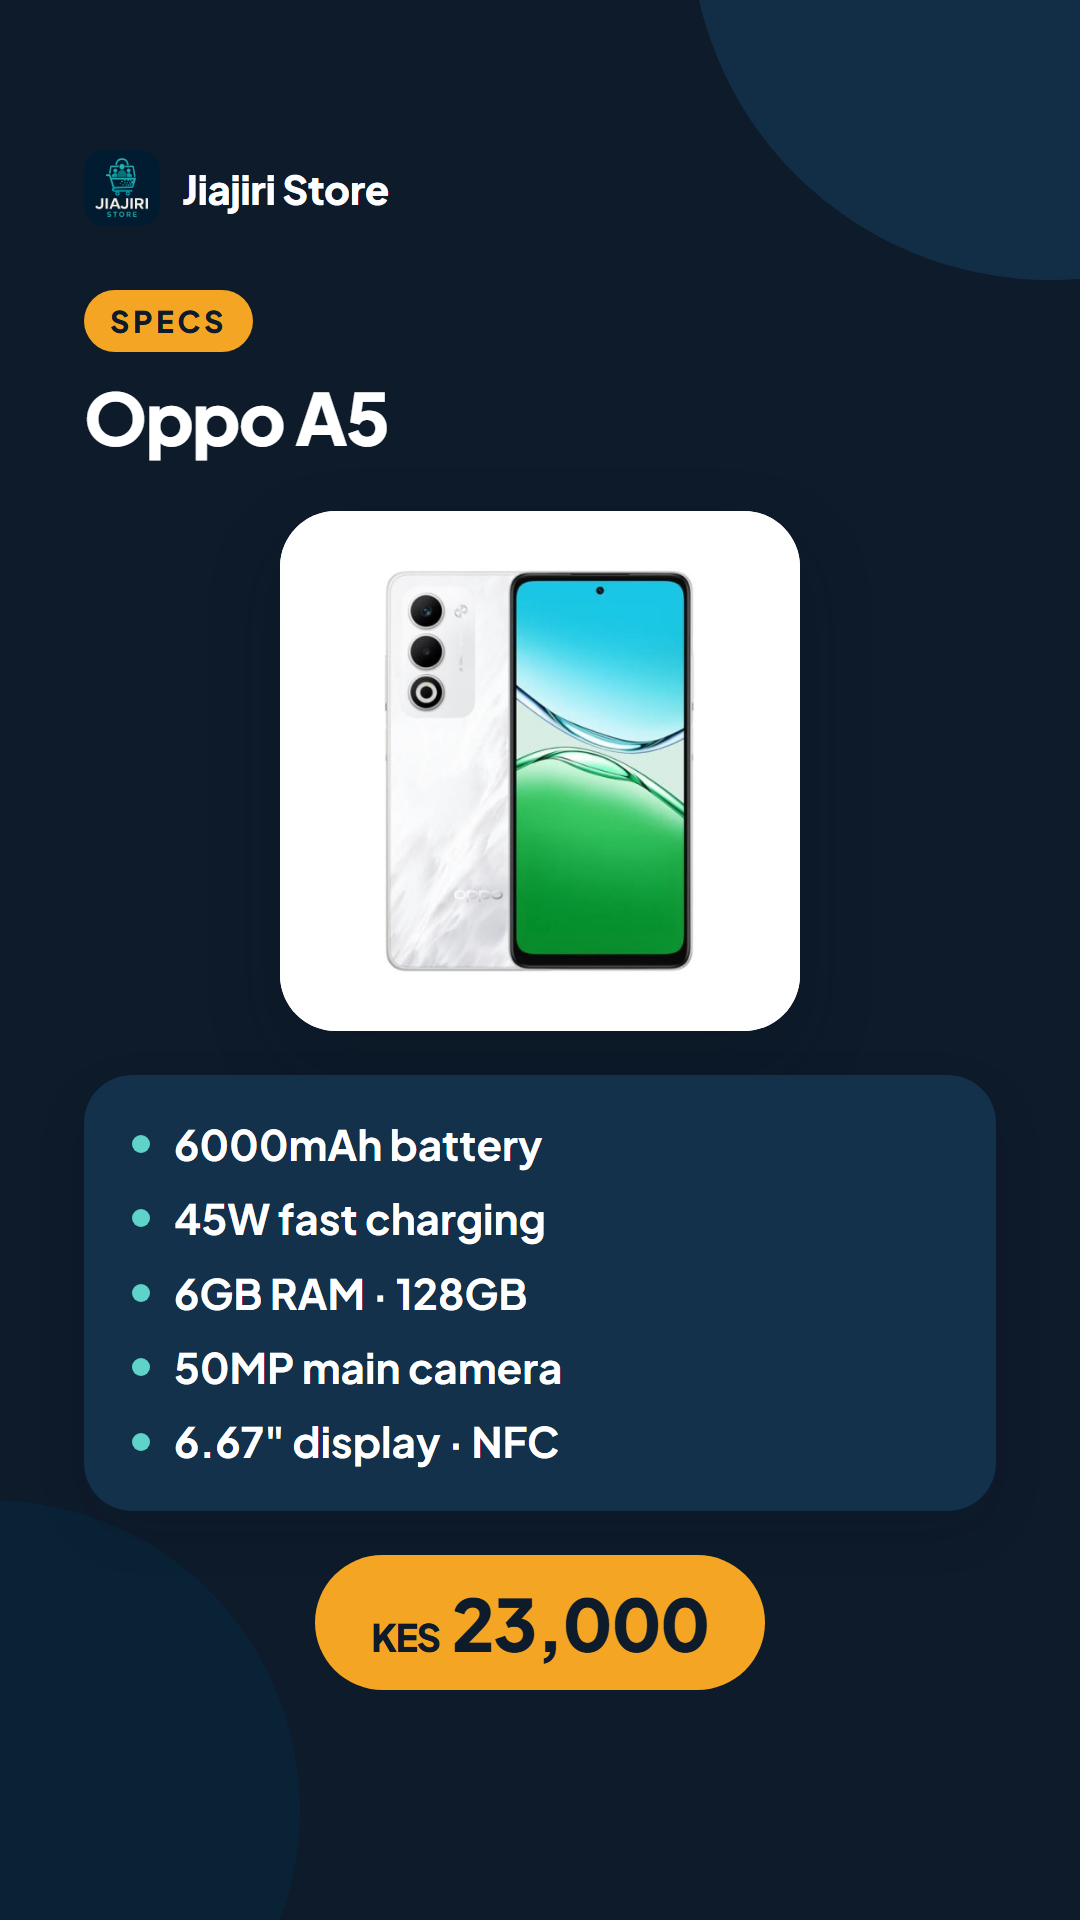 JIAJIRI
STORE
Jiajiri Store
SPECS
Oppo A5
oppo
6000mAh battery
45W fast charging
6GB RAM · 128GB
50MP main camera
6.67" display · NFC
KES 23,000